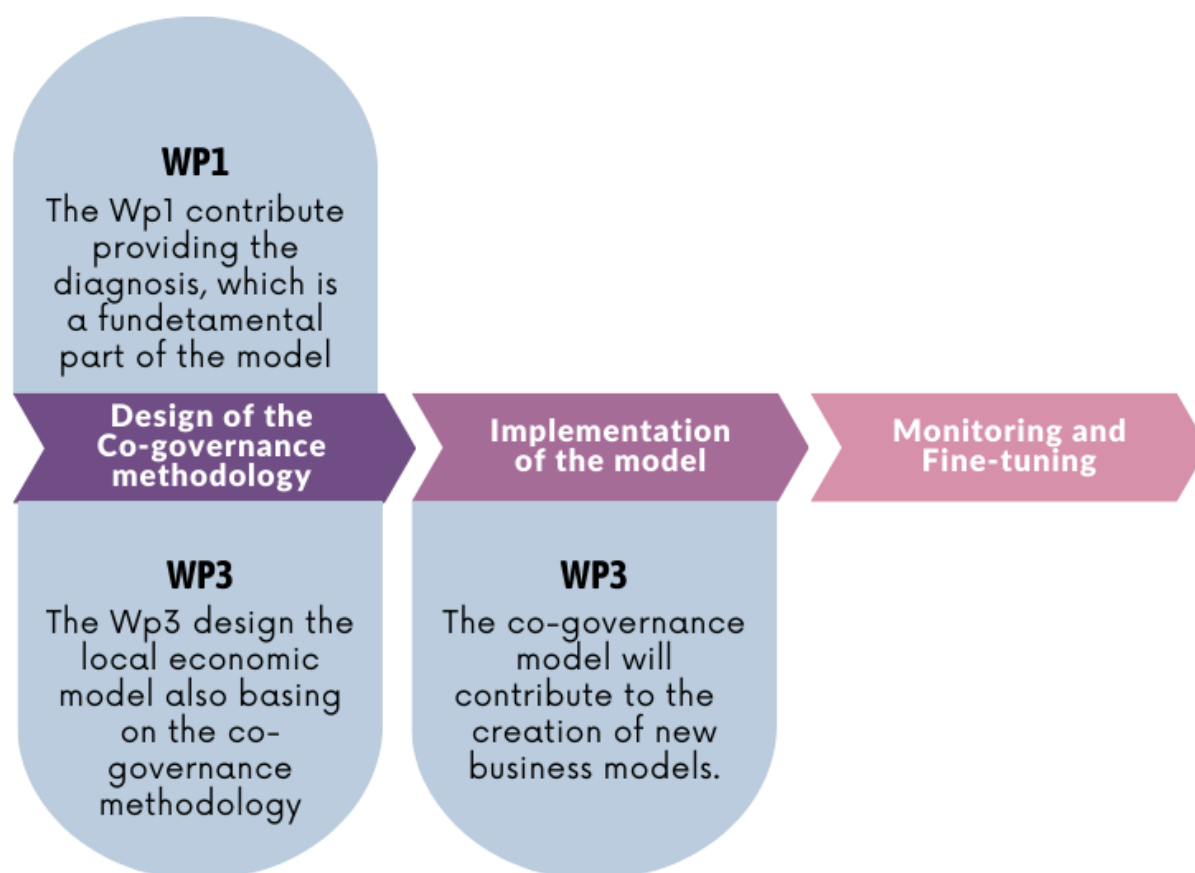 WP1
The Wp1 contribute
providing the
diagnosis, which is
a fundetamental
part of the model
Design of the
Co-governance
methodology
Implementation
of the model
Monitoring and
Fine-tuning
WP3
The Wp3 design the
local economic
model also basing
on the co-
governance
methodology
WP3
The co-governance
model will
contribute to the
creation of new
business models.